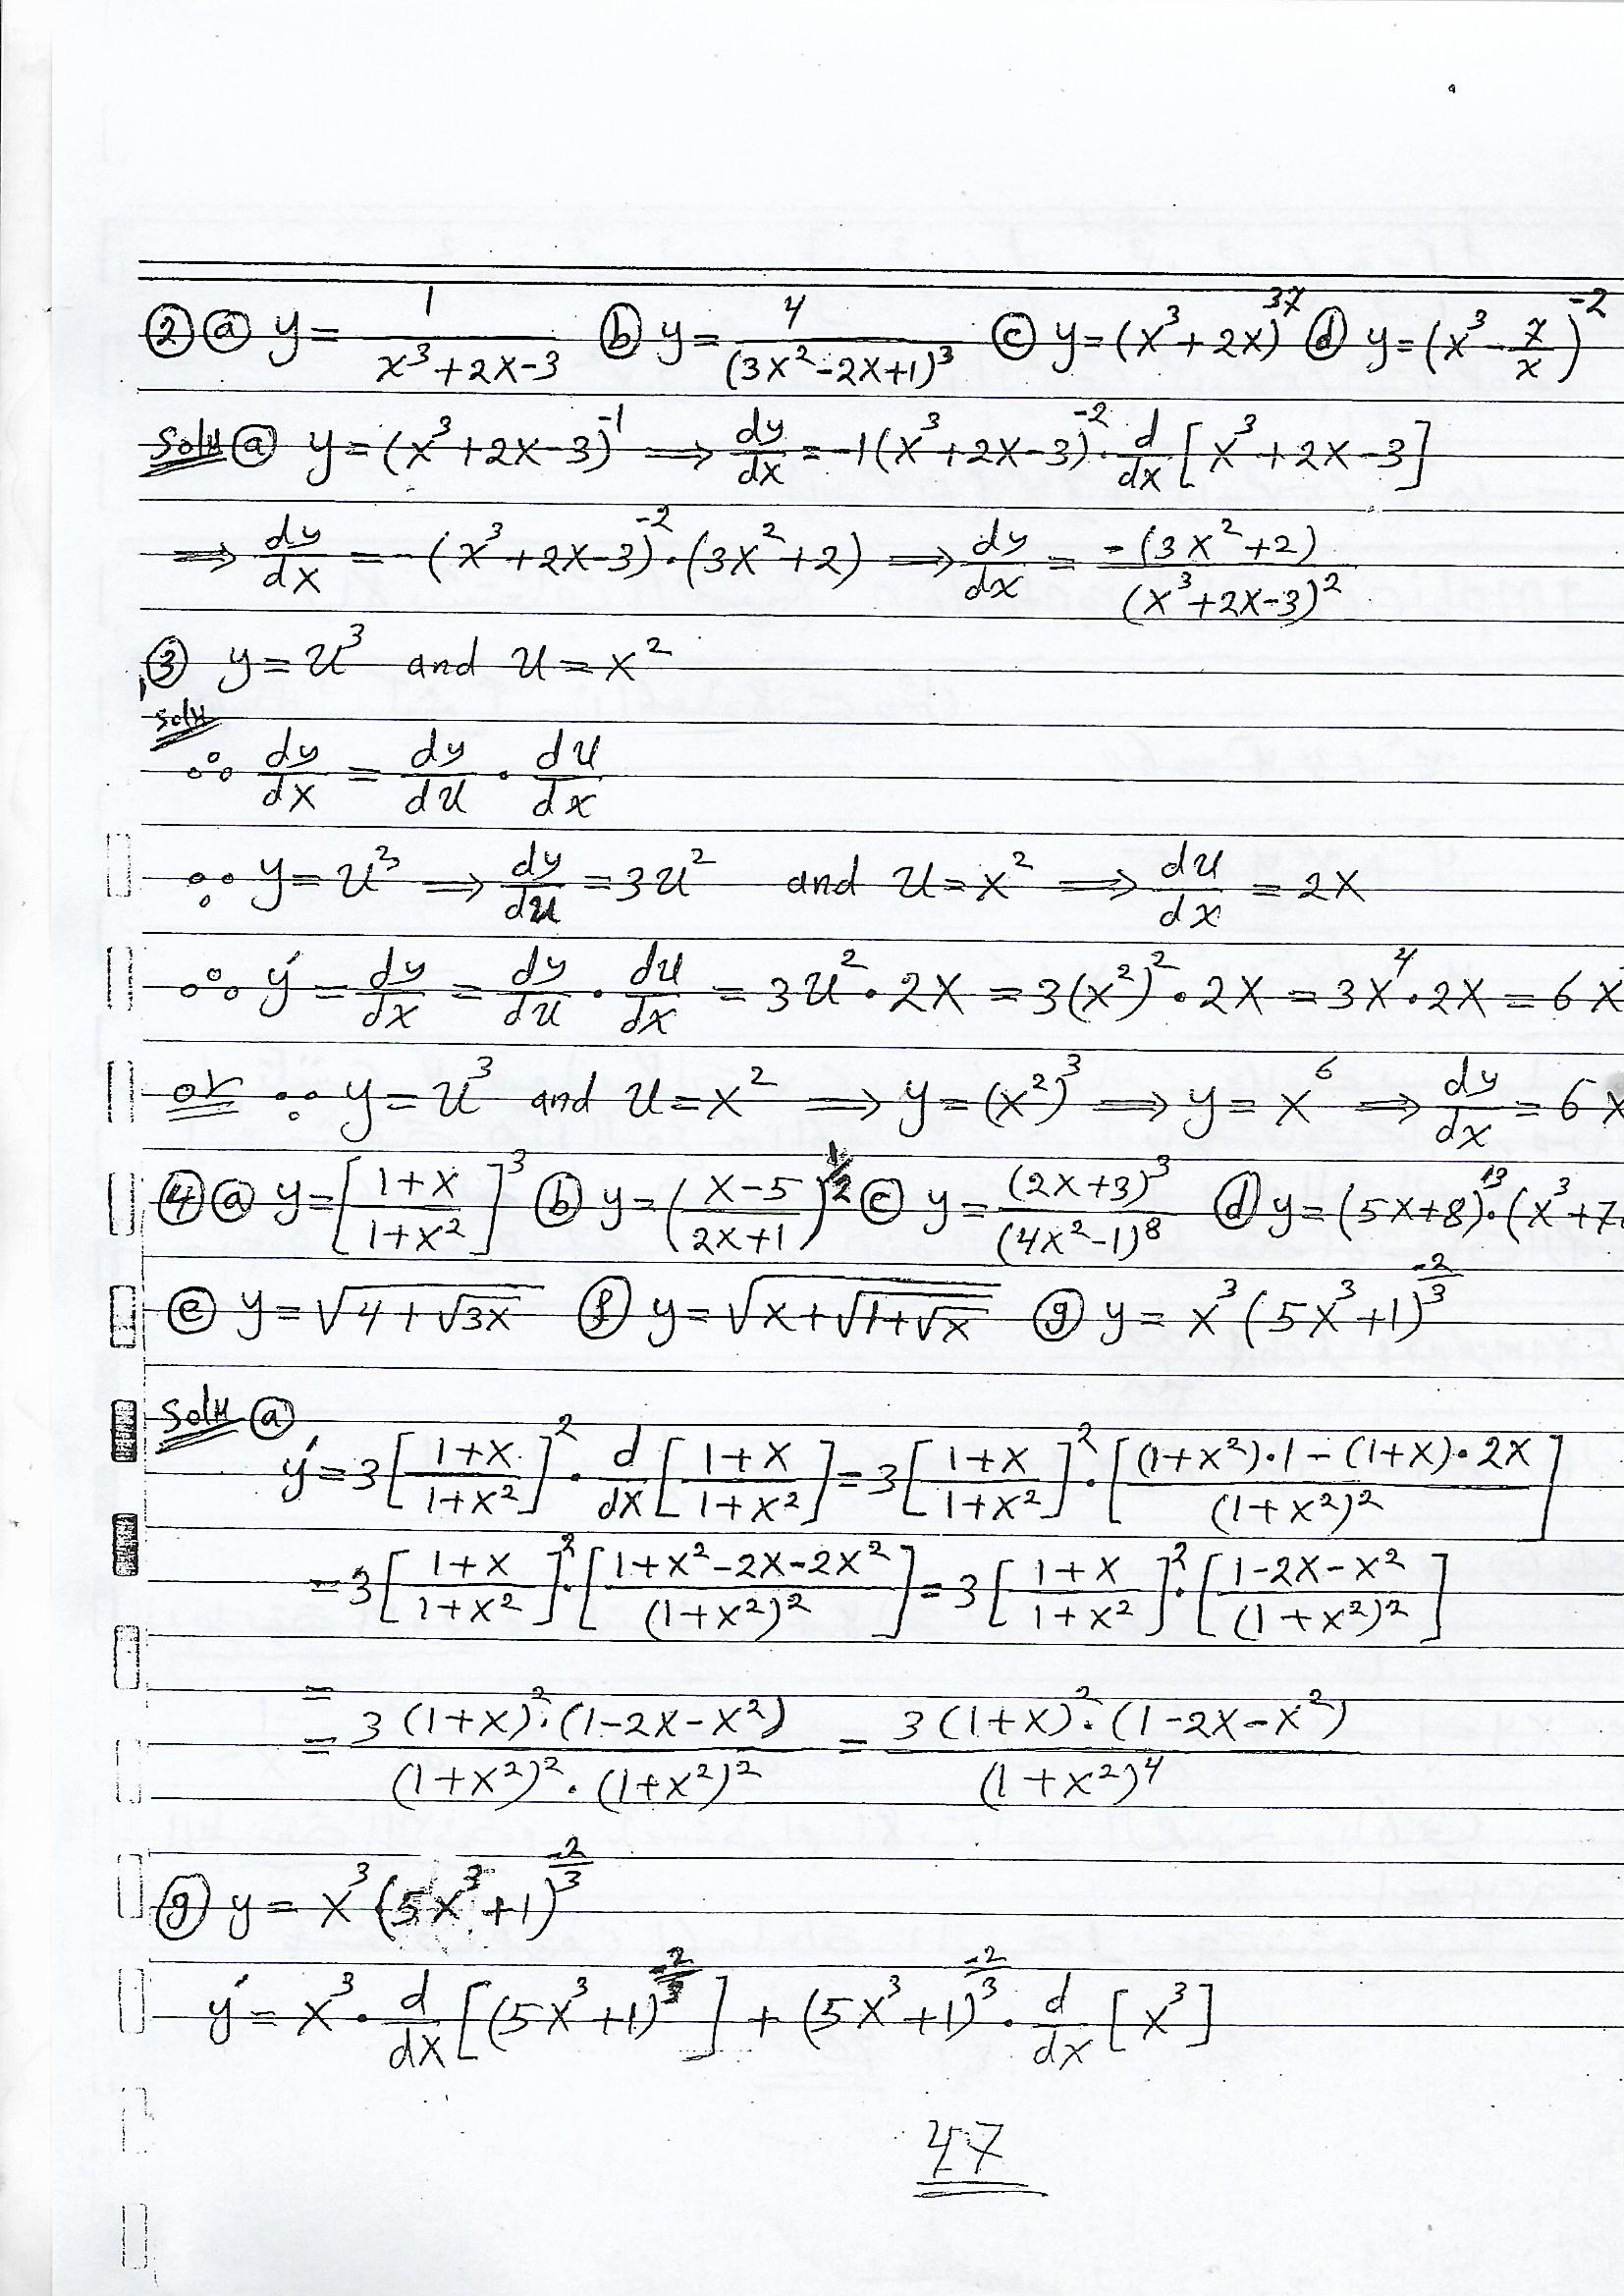 ② ⓐ y = 1/(x³+2x-3) ⓑ y = 4/(3x²-2x+1)³ ⓒ y = (x³+2x)³⁷ ⓓ y = (x³ - 7/x)⁻²
Solu ⓐ y = (x³+2x-3)⁻¹ ⟹ dy/dx = -1(x³+2x-3)⁻² · d/dx [x³+2x-3]
⟹ dy/dx = -(x³+2x-3)⁻² · (3x²+2) ⟹ dy/dx = -(3x²+2)/(x³+2x-3)²
③ y = u³ and u = x²
Solu
∴ dy/dx = dy/du · du/dx
∵ y = u³ ⟹ dy/du = 3u² and u = x² ⟹ du/dx = 2x
∴ y' = dy/dx = dy/du · du/dx = 3u² · 2x = 3(x²)² · 2x = 3x⁴ · 2x = 6x
or ∵ y = u³ and u = x² ⟹ y = (x²)³ ⟹ y = x⁶ ⟹ dy/dx = 6x
④ ⓐ y = [(1+x)/(1+x²)]³ ⓑ y = ((x-5)/(2x+1))^(1/2) ⓒ y = (2x+3)³/(4x²-1)⁸ ⓓ y = (5x+8)¹³ · (x³+7
ⓔ y = √(4+√(3x)) ⓕ y = √(x+√(1+√x)) ⓖ y = x³(5x³+1)^(-2/3)
Solu ⓐ
y' = 3[(1+x)/(1+x²)]² · d/dx [(1+x)/(1+x²)] = 3[(1+x)/(1+x²)]² · [((1+x²)·1-(1+x)·2x)/(1+x²)²]
= 3[(1+x)/(1+x²)]² · [(1+x²-2x-2x²)/(1+x²)²] = 3[(1+x)/(1+x²)]² · [(1-2x-x²)/(1+x²)²]
=
= 3(1+x)²·(1-2x-x²)/((1+x²)²·(1+x²)²) = 3(1+x)²·(1-2x-x²)/(1+x²)⁴
ⓖ y = x³(5x³+1)^(-2/3)
y' = x³ · d/dx [(5x³+1)^(-2/3)] + (5x³+1)^(-2/3) · d/dx [x³]
47